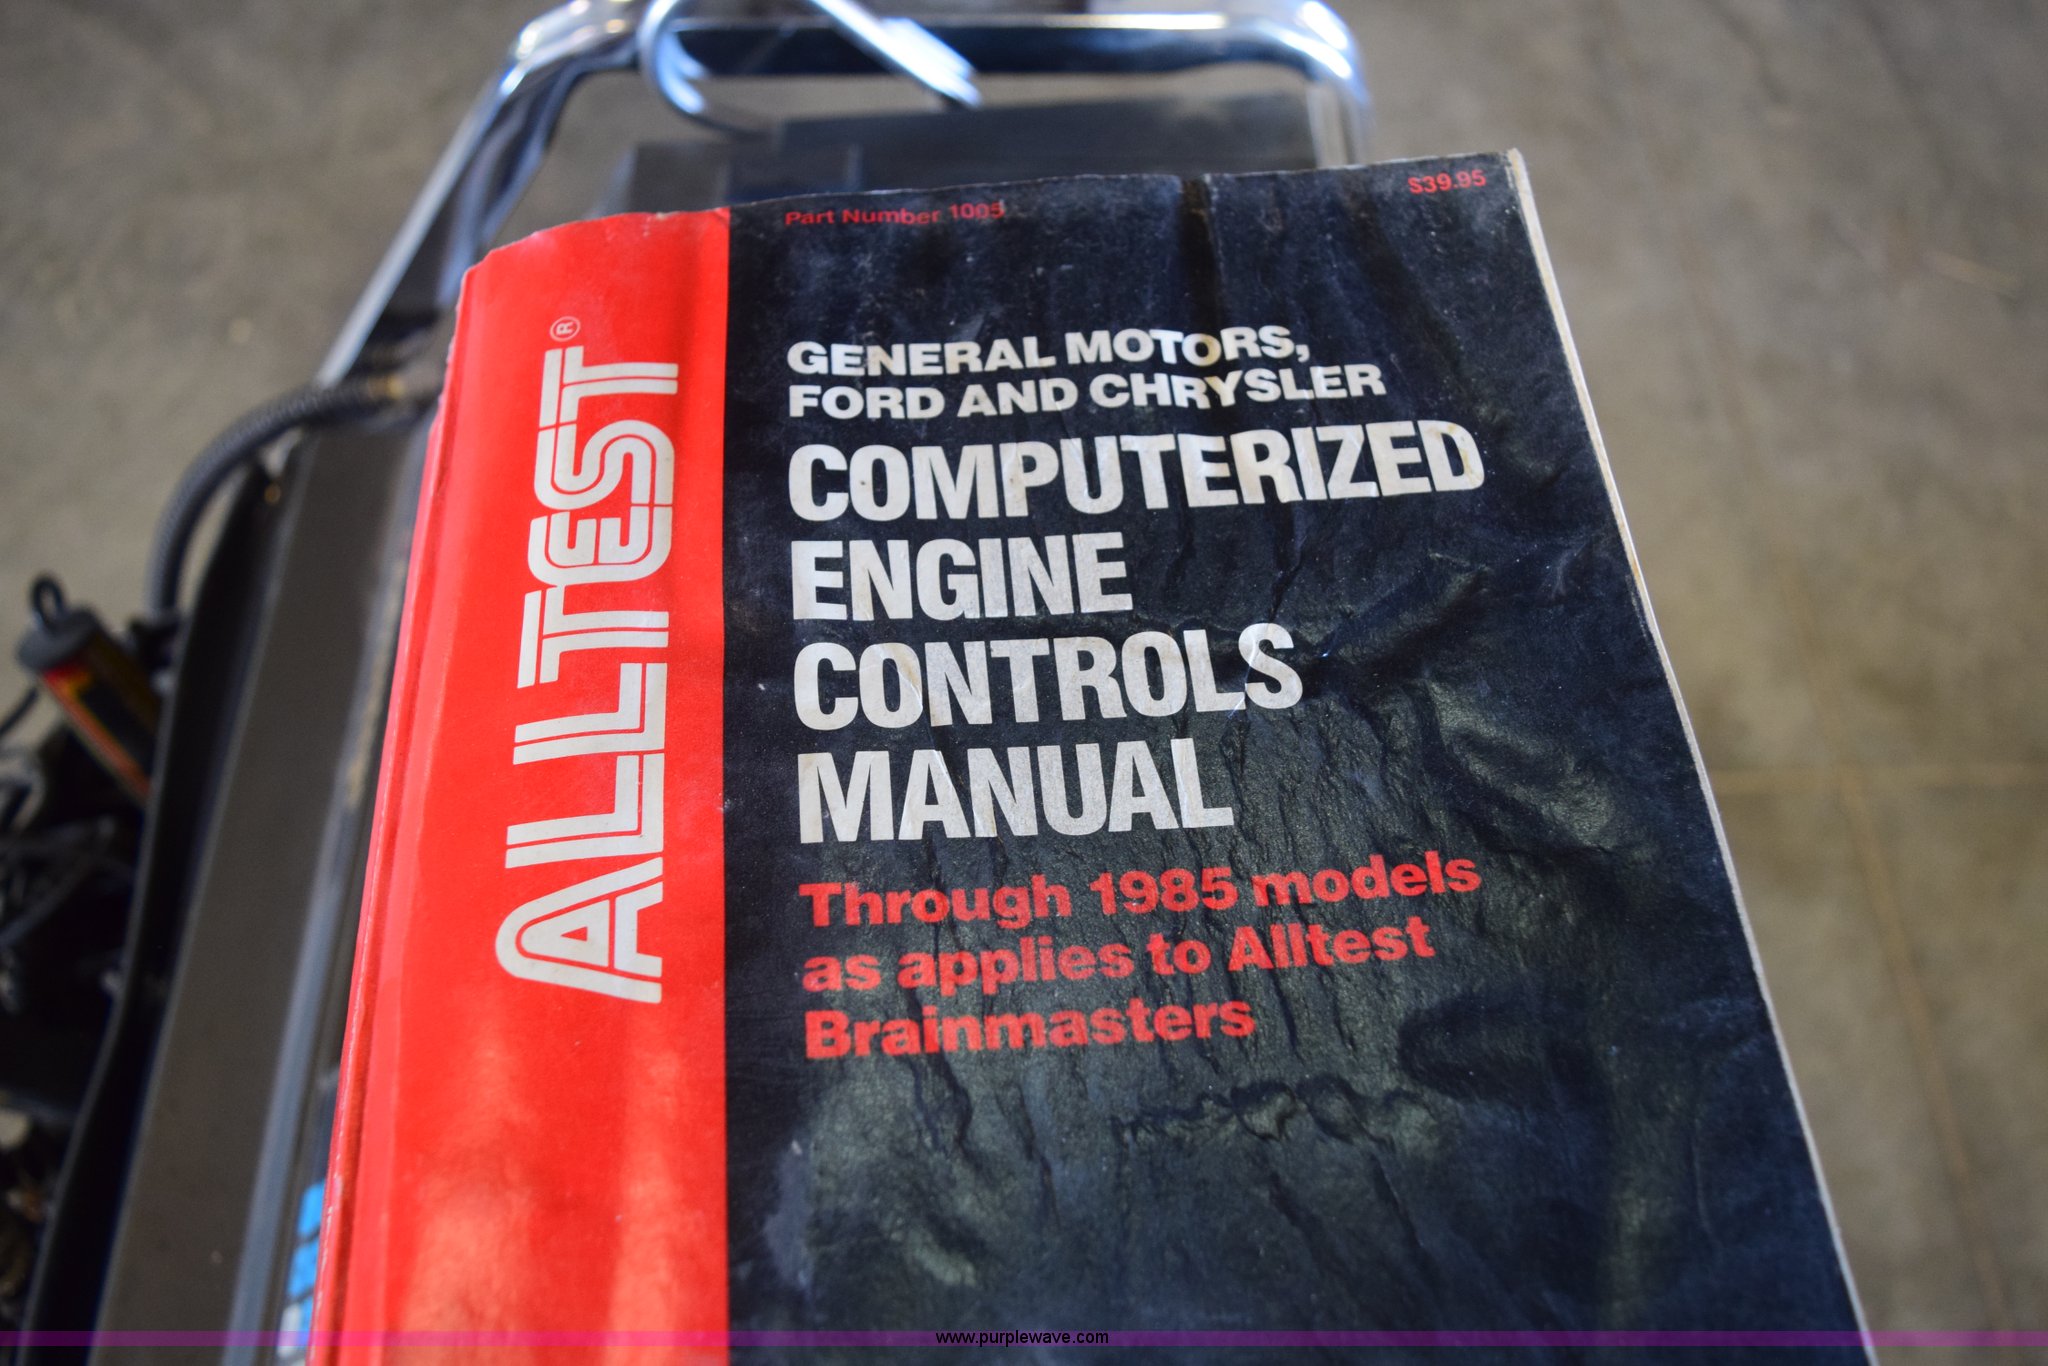 Part Number 1005
$39.95
ALLTEST®
GENERAL MOTORS,
FORD AND CHRYSLER
COMPUTERIZED
ENGINE
CONTROLS
MANUAL
Through 1985 models
as applies to Alltest
Brainmasters
www.purplewave.com